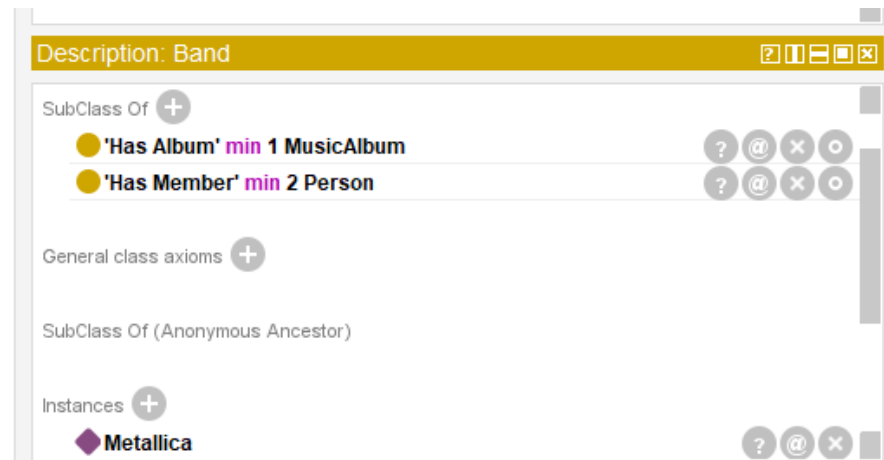 Description: Band
SubClass Of
'Has Album' min 1 MusicAlbum
'Has Member' min 2 Person
General class axioms
SubClass Of (Anonymous Ancestor)
Instances
Metallica